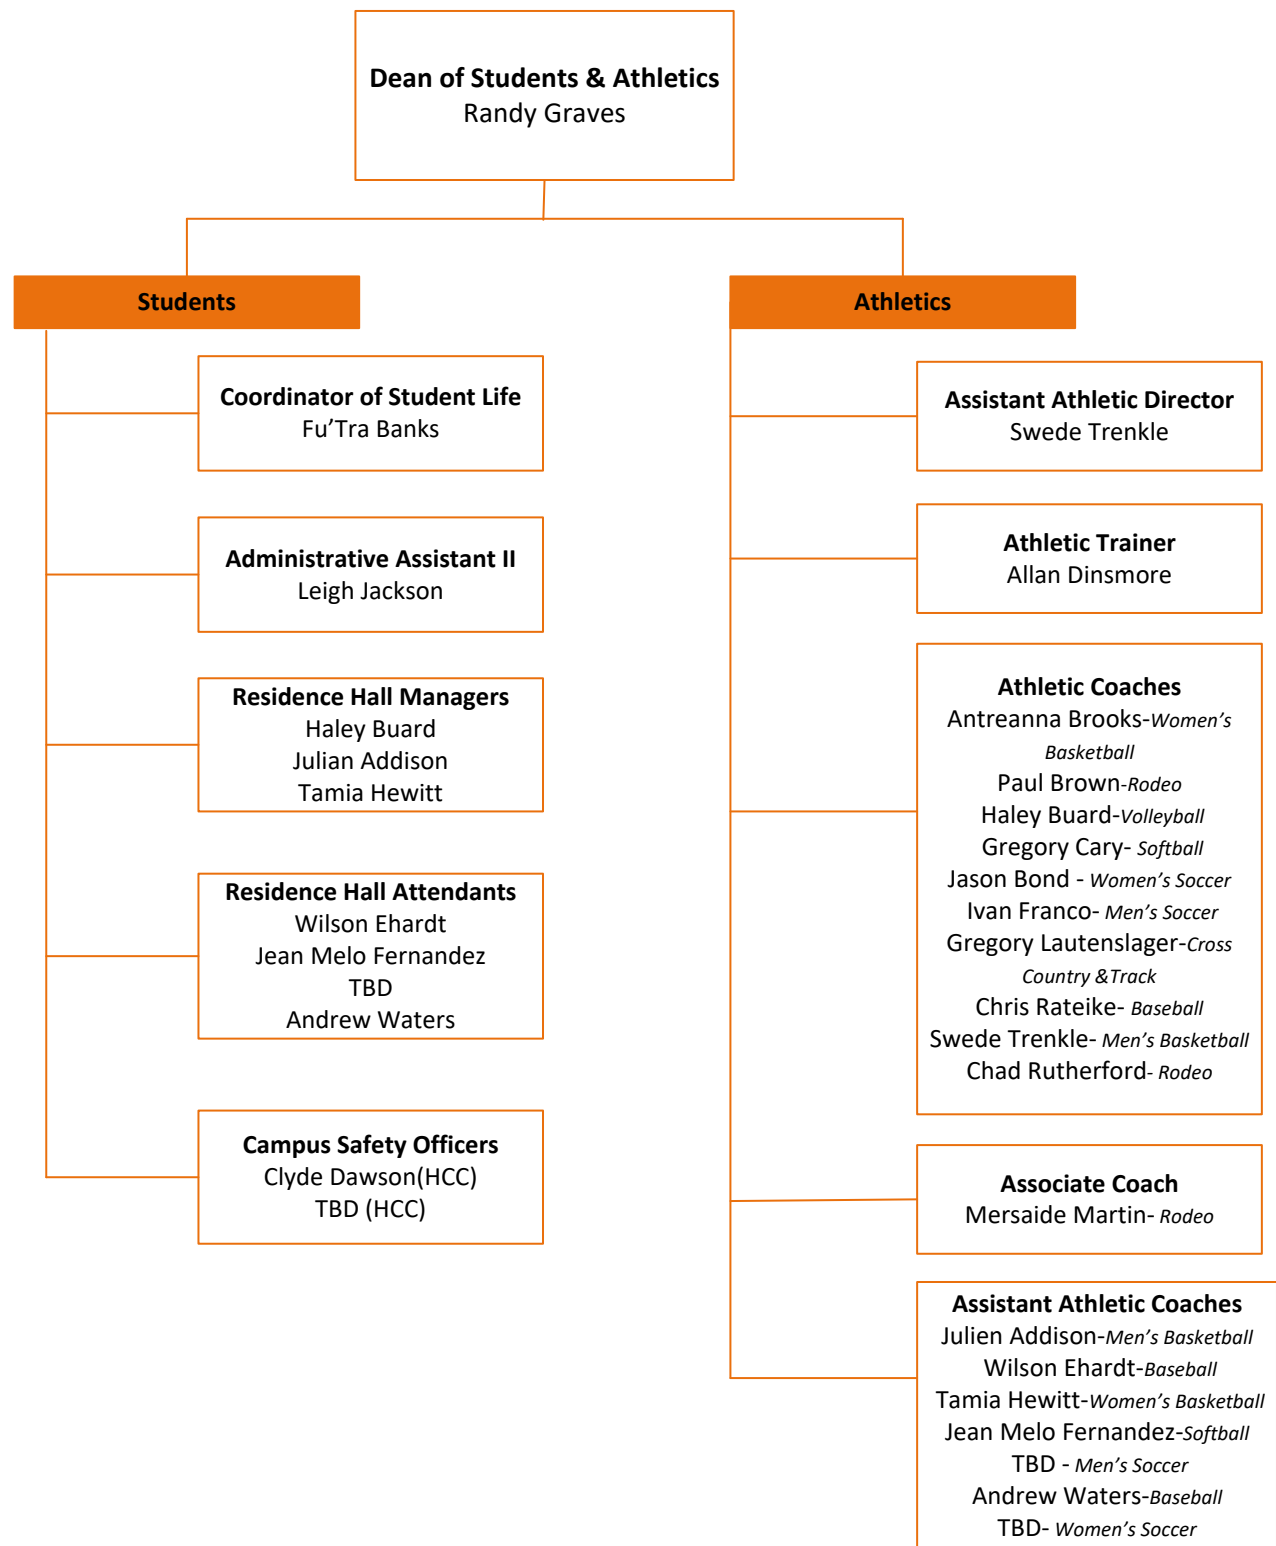 Dean of Students & Athletics
Randy Graves
Students
Coordinator of Student Life
Fu’Tra Banks
Administrative Assistant II
Leigh Jackson
Residence Hall Managers
Haley Buard
Julian Addison
Tamia Hewitt
Residence Hall Attendants
Wilson Ehardt
Jean Melo Fernandez
TBD
Andrew Waters
Campus Safety Officers
Clyde Dawson(HCC)
TBD (HCC)
Athletics
Assistant Athletic Director
Swede Trenkle
Athletic Trainer
Allan Dinsmore
Athletic Coaches
Antreanna Brooks-Women’s
Basketball
Paul Brown-Rodeo
Haley Buard-Volleyball
Gregory Cary- Softball
Jason Bond - Women’s Soccer
Ivan Franco- Men’s Soccer
Gregory Lautenslager-Cross
Country &Track
Chris Rateike- Baseball
Swede Trenkle- Men’s Basketball
Chad Rutherford- Rodeo
Associate Coach
Mersaide Martin- Rodeo
Assistant Athletic Coaches
Julien Addison-Men’s Basketball
Wilson Ehardt-Baseball
Tamia Hewitt-Women’s Basketball
Jean Melo Fernandez-Softball
TBD - Men’s Soccer
Andrew Waters-Baseball
TBD- Women’s Soccer